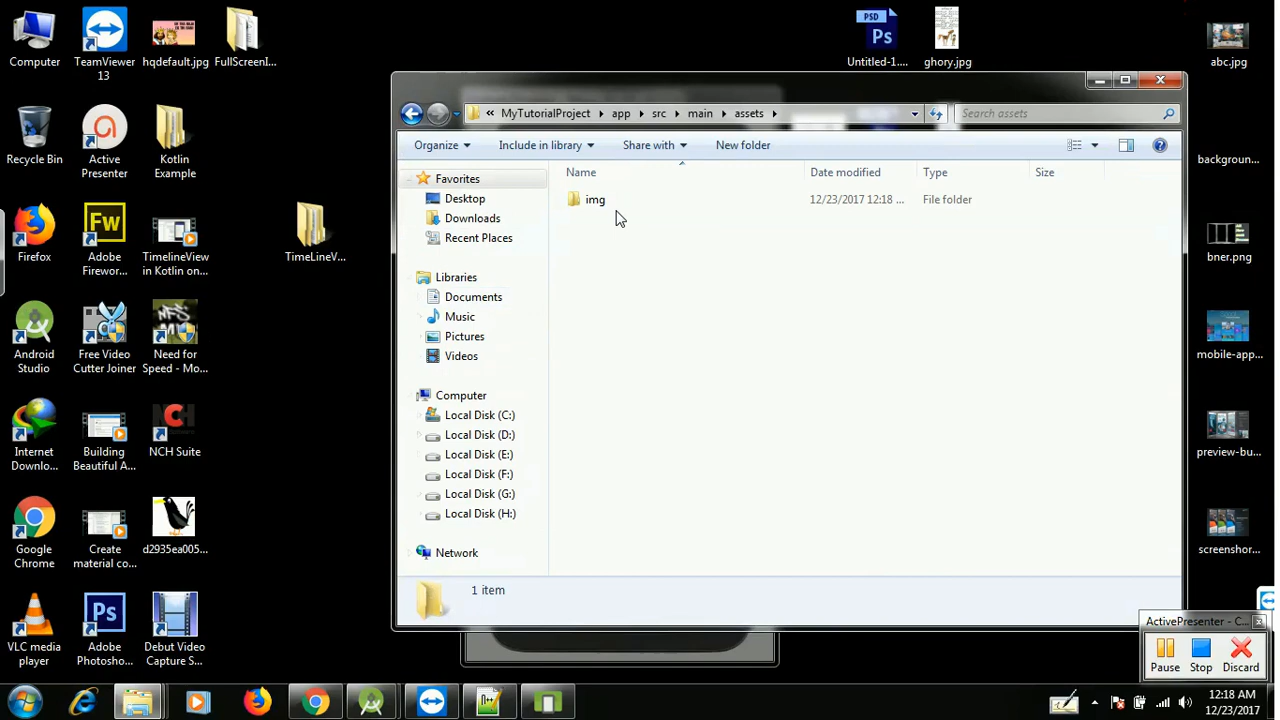 Computer
TeamViewer
13
hqdefault.jpg
FullScreenI...
PSD
Ps
Untitled-1....
ghory.jpg
abc.jpg
MyTutorialProject
app
src
main
assets
Search assets
Organize
Include in library
Share with
New folder
Recycle Bin
Active
Presenter
Kotlin
Example
backgroun...
Favorites
Desktop
Downloads
Recent Places
Libraries
Documents
Music
Pictures
Videos
Computer
Local Disk (C:)
Local Disk (D:)
Local Disk (E:)
Local Disk (F:)
Local Disk (G:)
Local Disk (H:)
Network
Name
Date modified
Type
Size
img
12/23/2017 12:18 ...
File folder
1 item
Firefox
Fw
Adobe
Firewor...
TimelineView
in Kotlin on...
TimeLineV...
bner.png
Android
Studio
Free Video
Cutter Joiner
Need for
Speed - Mo...
mobile-app...
Internet
Downlo...
Building
Beautiful A...
NCH
NCH Suite
preview-bu...
Google
Chrome
Create
material co...
d2935ea005...
screenshor...
VLC media
player
Ps
Adobe
Photosho...
Debut Video
Capture S...
ActivePresenter - C...
Pause
Stop
Discard
12:18 AM
12/23/2017